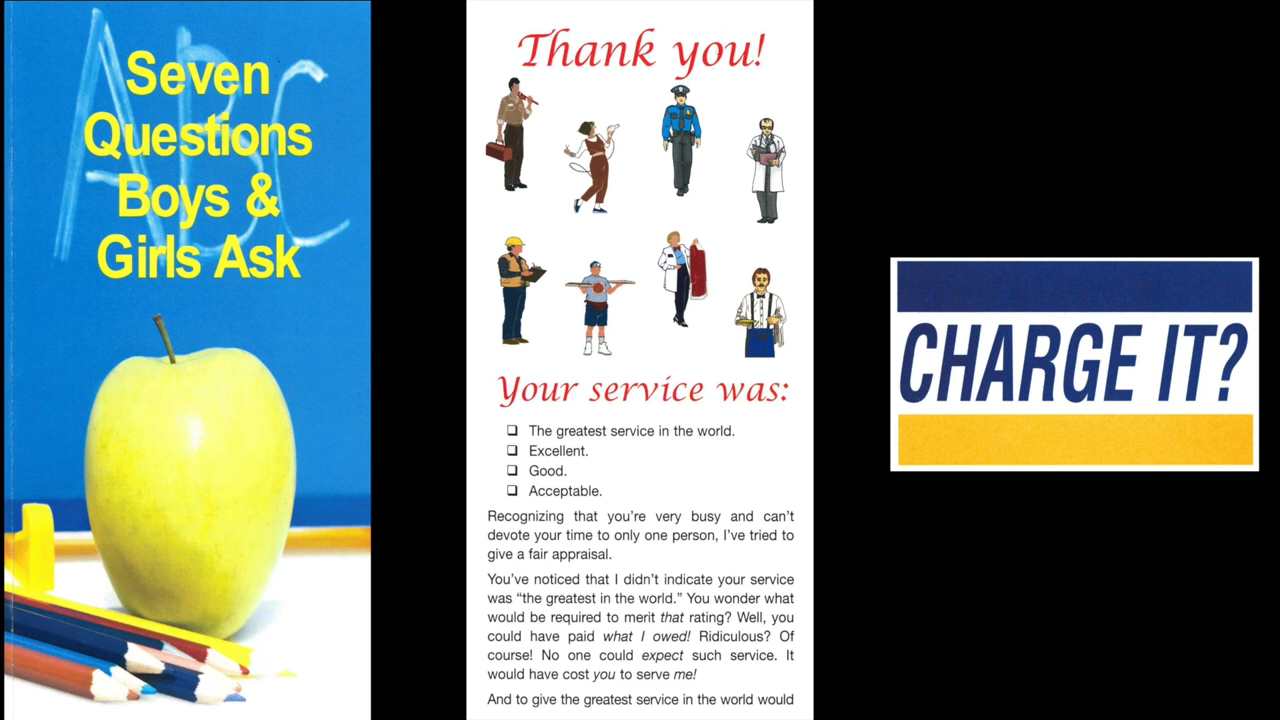 ABC
Seven
Questions
Boys &
Girls Ask
Thank you!
Your service was:
❑ The greatest service in the world.
❑ Excellent.
❑ Good.
❑ Acceptable.
Recognizing that you're very busy and can't
devote your time to only one person, I've tried to
give a fair appraisal.
You've noticed that I didn't indicate your service
was “the greatest in the world.” You wonder what
would be required to merit that rating? Well, you
could have paid what I owed! Ridiculous? Of
course! No one could expect such service. It
would have cost you to serve me!
And to give the greatest service in the world would
CHARGE IT?